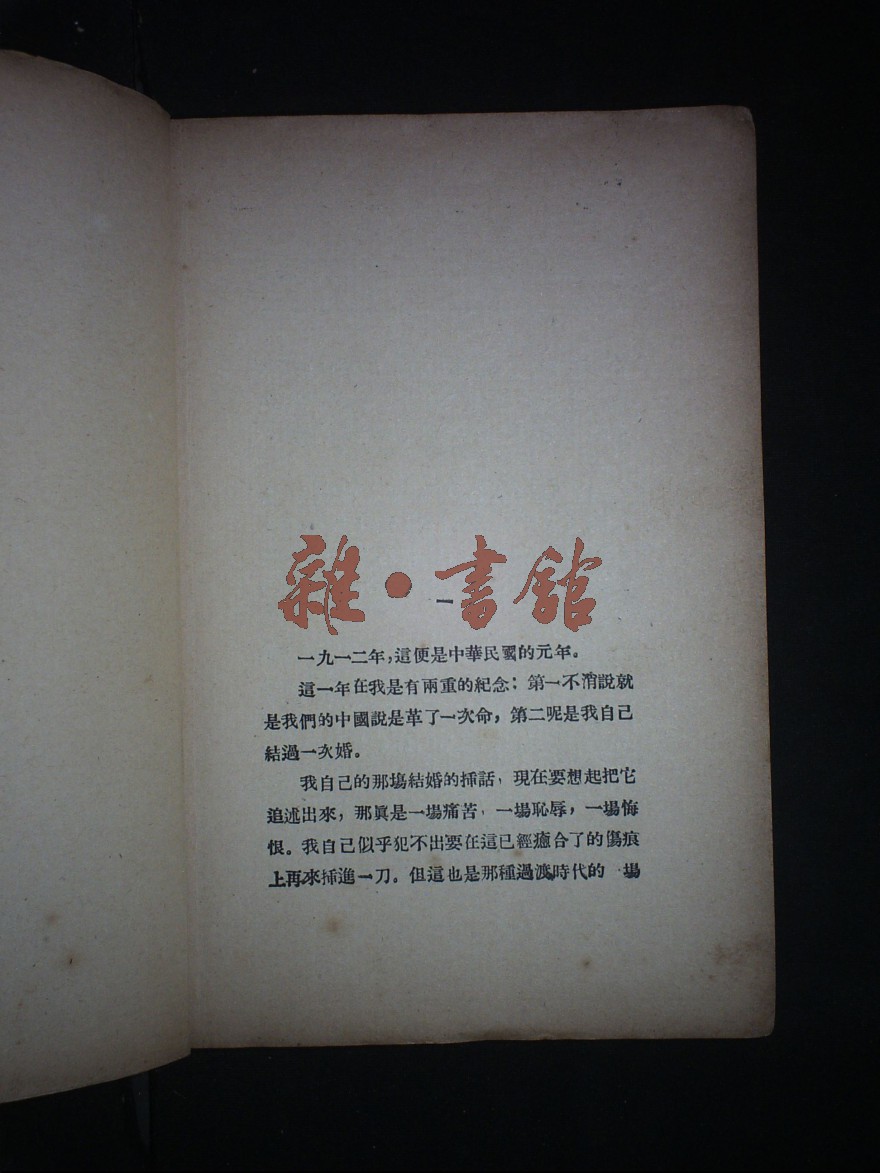 雜•書館
一
一九一二年，這便是中華民國的元年。
這一年在我是有兩重的紀念；第一不消說就
是我們的中國說是革了一次命，第二呢是我自己
結過一次婚。
我自己的那場結婚的揷話，現在要想起把它
追述出來，那眞是一場痛苦，一場恥辱，一場悔
恨。我自己似乎犯不出要在這已經癒合了的傷痕
上再來揷進一刀。但這也是那種過渡時代的 場